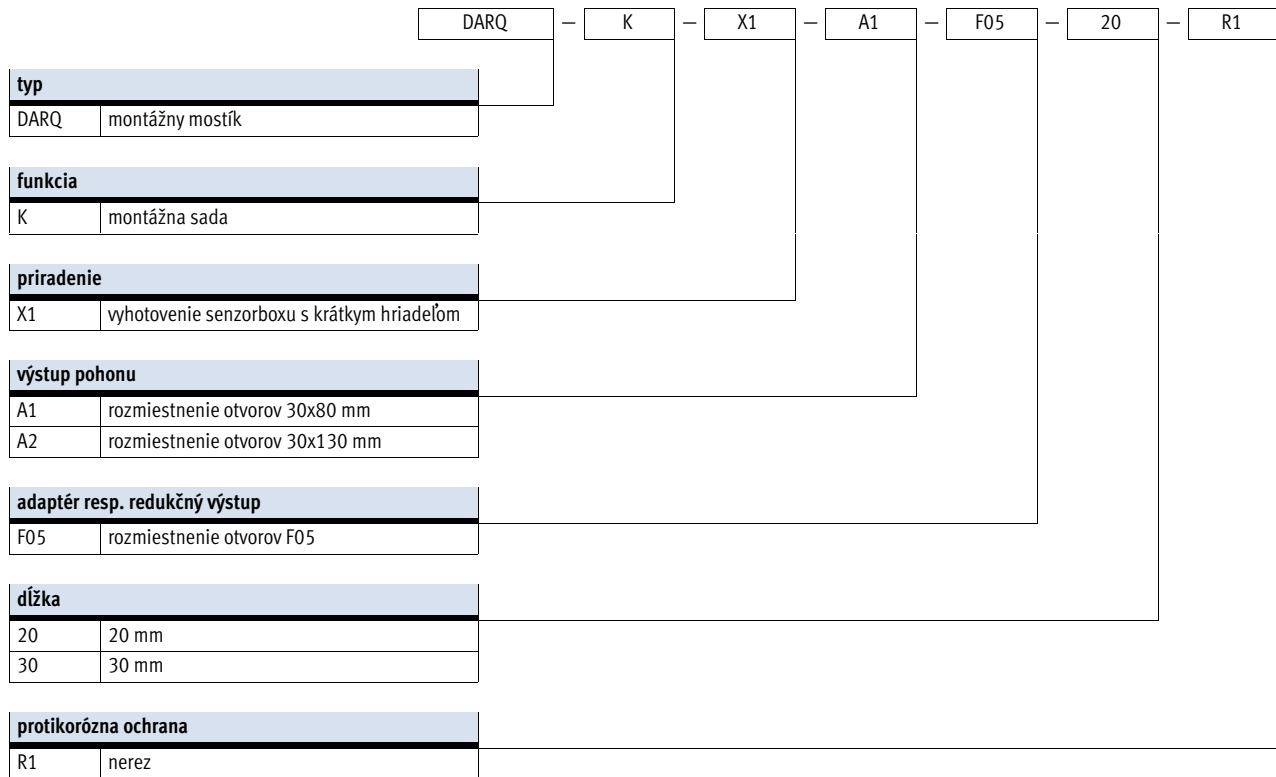 DARQ – K – X1 – A1 – F05 – 20 – R1
typ
DARQ montážny mostík
funkcia
K montážna sada
priradenie
X1 vyhotovenie senzorboxu s krátkym hriadeľom
výstup pohonu
A1 rozmiestnenie otvorov 30x80 mm
A2 rozmiestnenie otvorov 30x130 mm
adaptér resp. redukčný výstup
F05 rozmiestnenie otvorov F05
dĺžka
20 20 mm
30 30 mm
protikorózna ochrana
R1 nerez